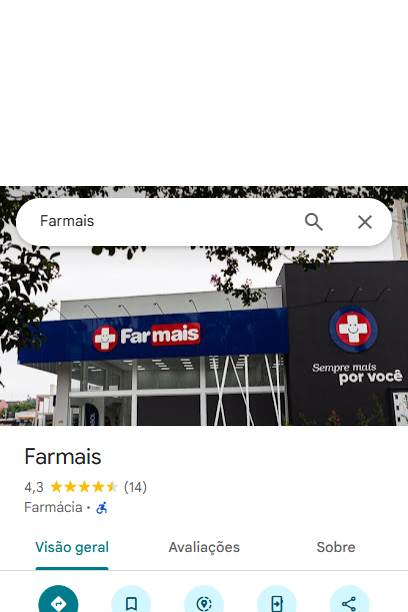 Farmais
Farmais
Sempre mais
por você
Farmais
4,3 (14)
Farmácia ·
Visão geral Avaliações Sobre